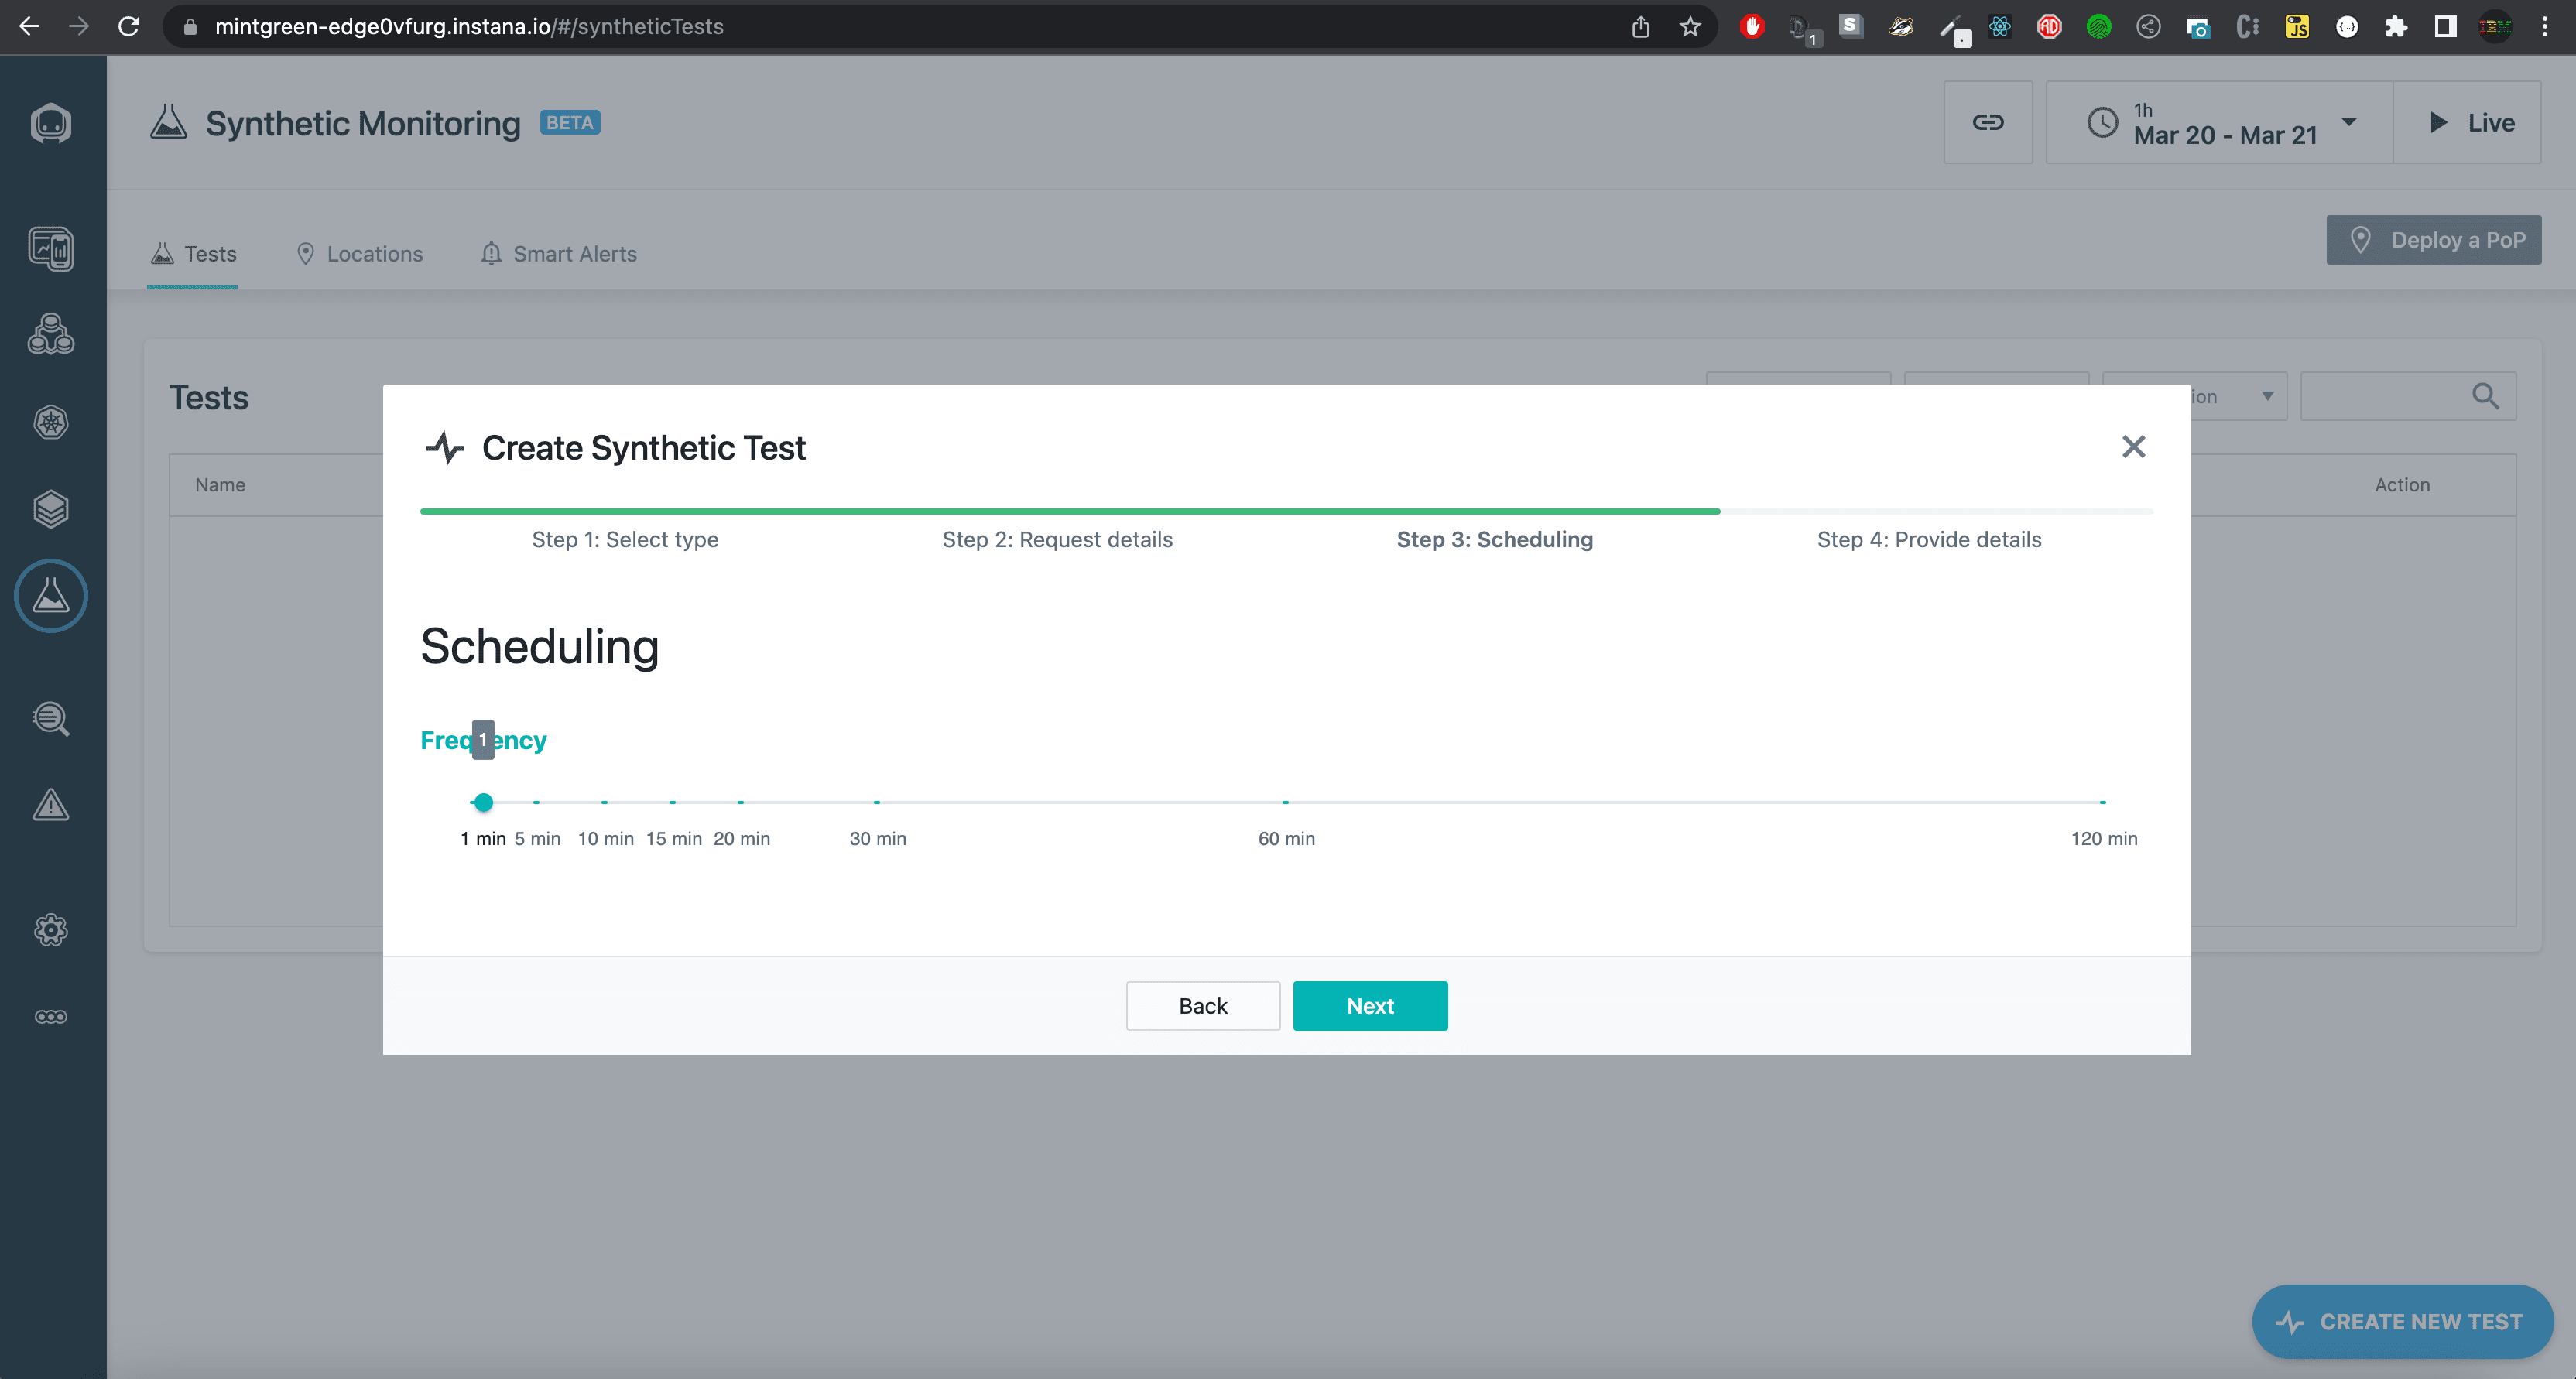 mintgreen-edge0vfurg.instana.io/#/syntheticTests
1
Synthetic Monitoring BETA
1h
Mar 20 - Mar 21
Live
Tests
Locations
Smart Alerts
Deploy a PoP
Tests
ion
Name
Action
Create Synthetic Test
Step 1: Select type
Step 2: Request details
Step 3: Scheduling
Step 4: Provide details
Scheduling
Freq 1 ency
1 min 5 min 10 min 15 min 20 min 30 min 60 min 120 min
Back
Next
CREATE NEW TEST